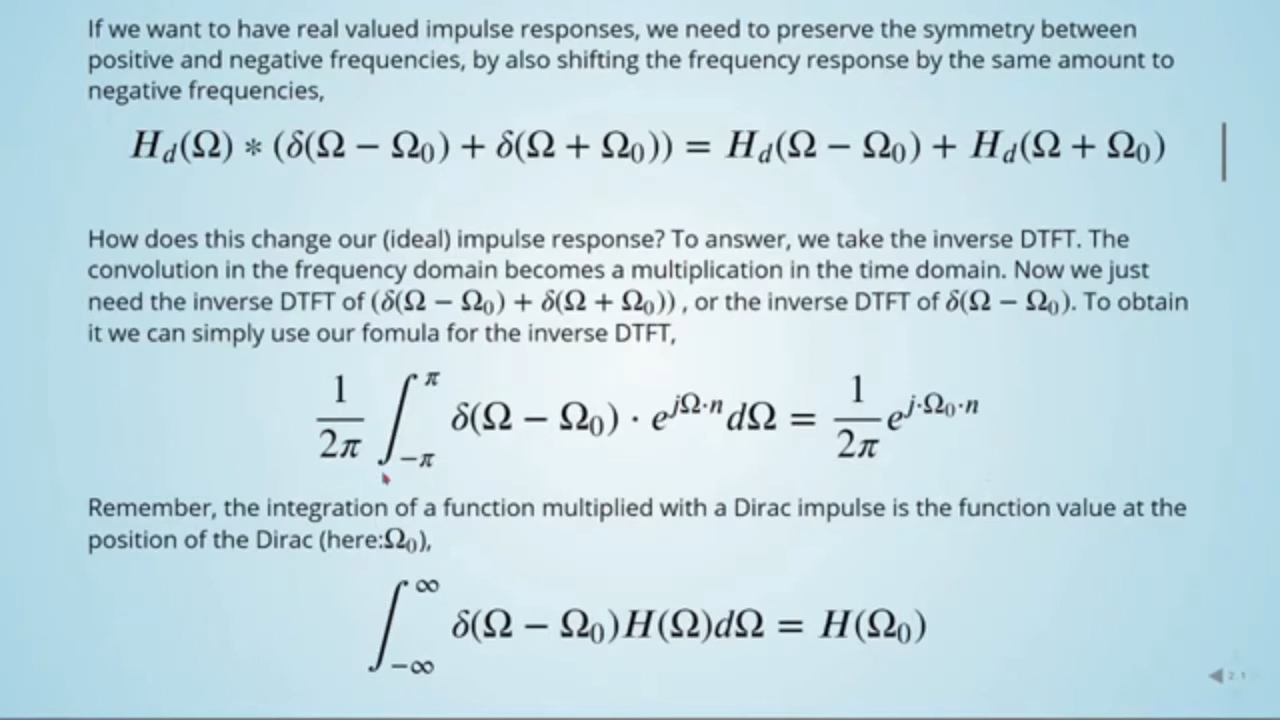 If we want to have real valued impulse responses, we need to preserve the symmetry between
positive and negative frequencies, by also shifting the frequency response by the same amount to
negative frequencies,
H_d(Ω) * (δ(Ω − Ω₀) + δ(Ω + Ω₀)) = H_d(Ω − Ω₀) + H_d(Ω + Ω₀)
How does this change our (ideal) impulse response? To answer, we take the inverse DTFT. The
convolution in the frequency domain becomes a multiplication in the time domain. Now we just
need the inverse DTFT of (δ(Ω − Ω₀) + δ(Ω + Ω₀)) , or the inverse DTFT of δ(Ω − Ω₀). To obtain
it we can simply use our fomula for the inverse DTFT,
1/2π ∫_{−π}^{π} δ(Ω − Ω₀) · e^{jΩ·n} dΩ = 1/2π e^{j·Ω₀·n}
Remember, the integration of a function multiplied with a Dirac impulse is the function value at the
position of the Dirac (here:Ω₀),
∫_{−∞}^{∞} δ(Ω − Ω₀)H(Ω)dΩ = H(Ω₀)
2.1